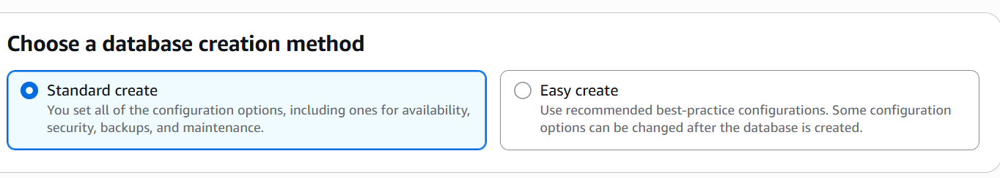 Choose a database creation method
Standard create
You set all of the configuration options, including ones for availability,
security, backups, and maintenance.
Easy create
Use recommended best-practice configurations. Some configuration
options can be changed after the database is created.